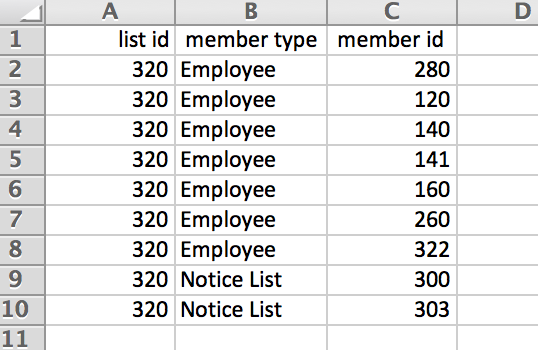 A B C D
1 list id member type member id
2 320 Employee 280
3 320 Employee 120
4 320 Employee 140
5 320 Employee 141
6 320 Employee 160
7 320 Employee 260
8 320 Employee 322
9 320 Notice List 300
10 320 Notice List 303
11